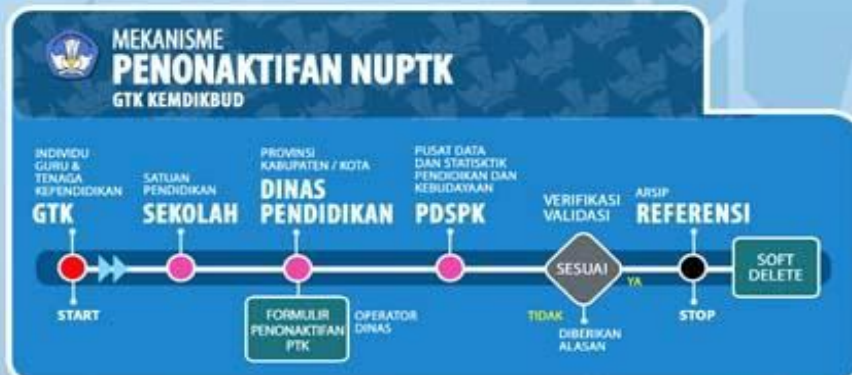 MEKANISME
PENONAKTIFAN NUPTK
GTK KEMDIKBUD
INDIVIDU
GURU &
TENAGA
KEPENDIDIKAN
GTK
START
SATUAN
PENDIDIKAN
SEKOLAH
PROVINSI
KABUPATEN / KOTA
DINAS
PENDIDIKAN
FORMULIR
PENONAKTIFAN
PTK
OPERATOR
DINAS
PUSAT DATA
DAN STATISKTIK
PENDIDIKAN DAN
KEBUDAYAAN
PDSPK
VERIFIKASI
VALIDASI
SESUAI
YA
TIDAK
DIBERIKAN
ALASAN
ARSIP
REFERENSI
STOP
SOFT
DELETE